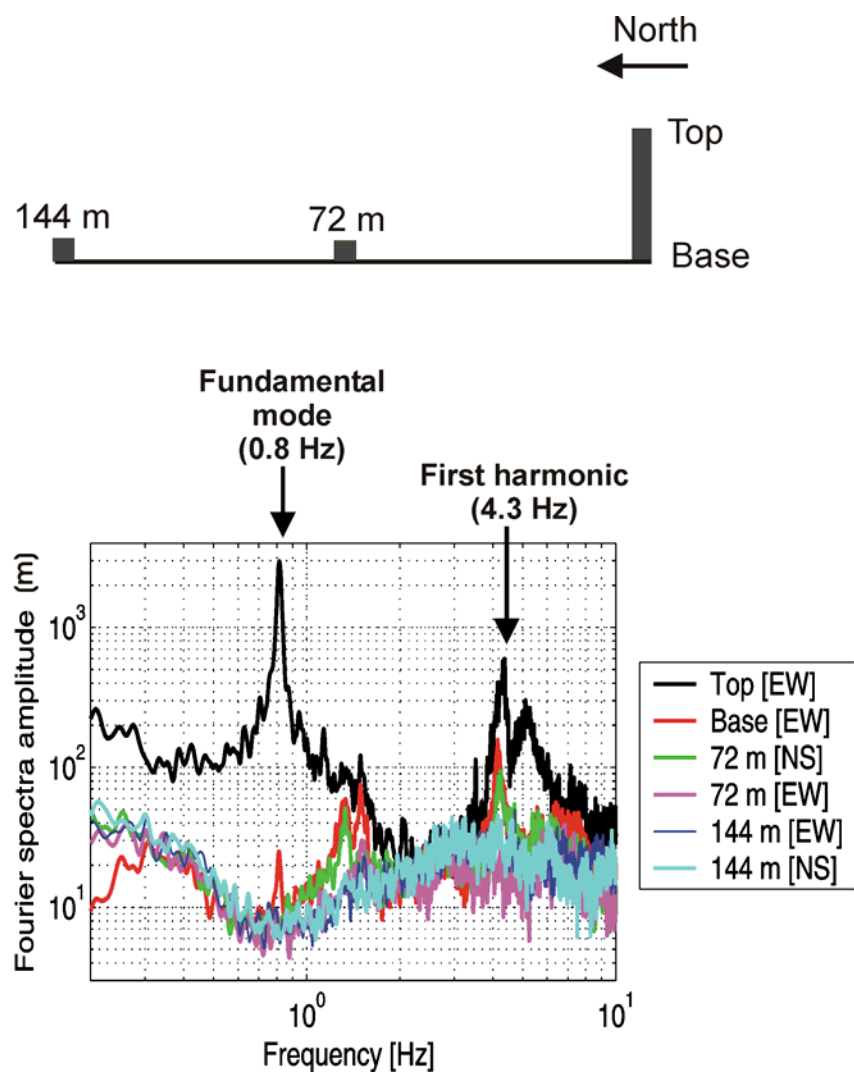 North
Top
144 m
72 m
Base
Fundamental
mode
(0.8 Hz)
First harmonic
(4.3 Hz)
Fourier spectra amplitude (m)
10³
10²
10¹
10⁰
10¹
Frequency [Hz]
Top [EW]
Base [EW]
72 m [NS]
72 m [EW]
144 m [EW]
144 m [NS]